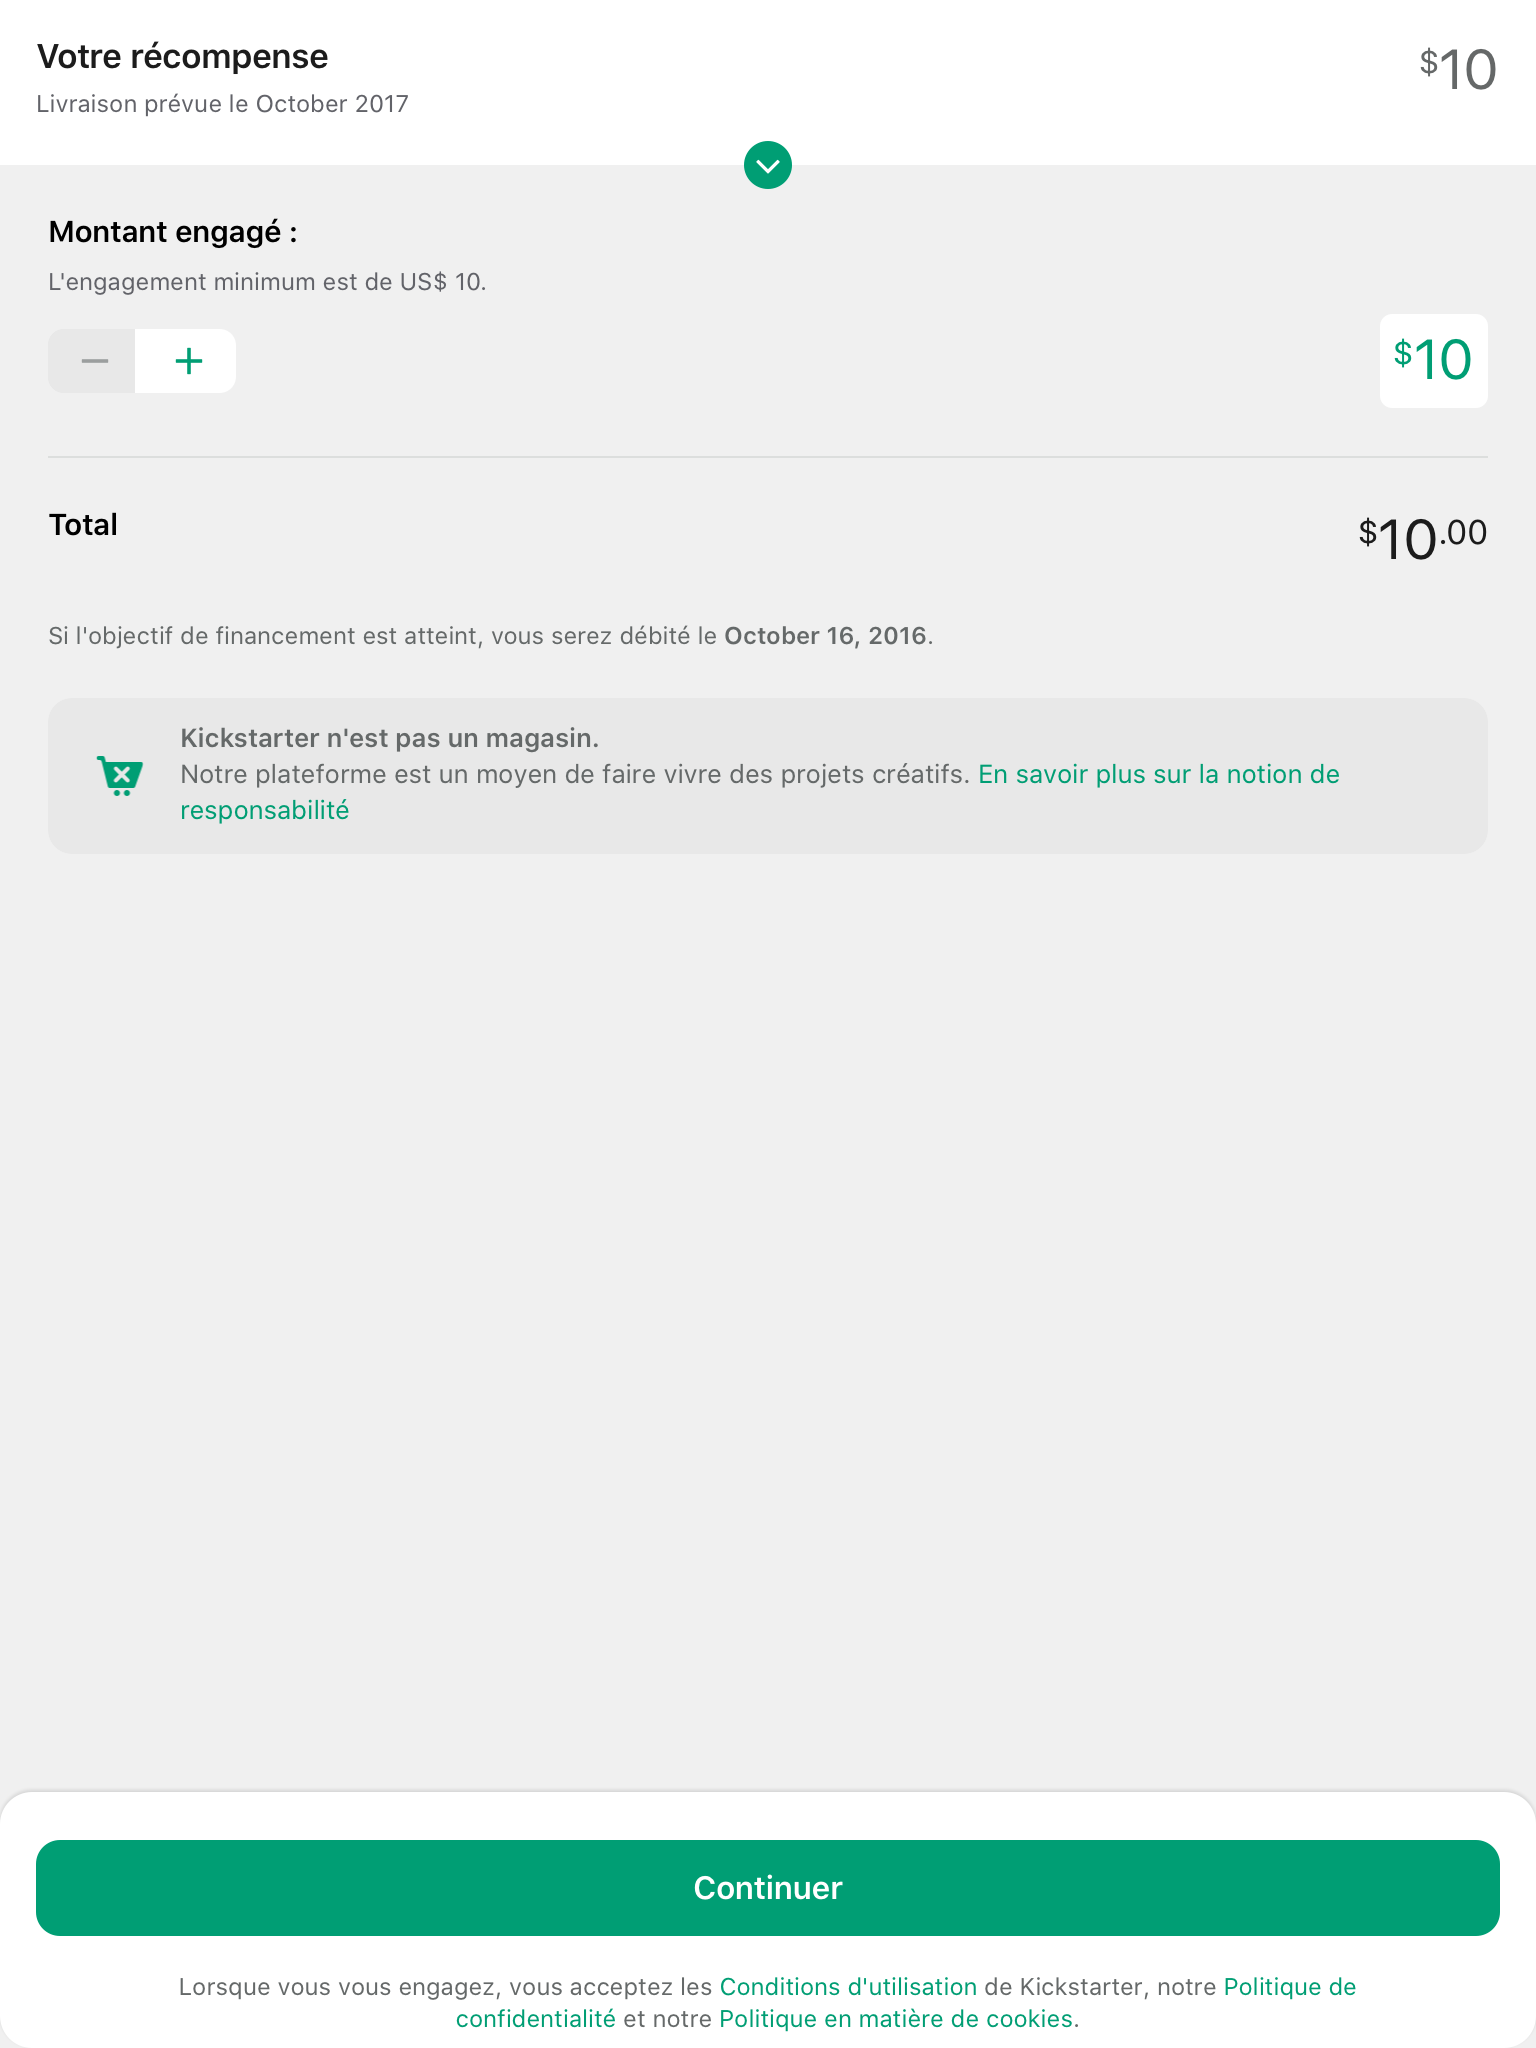 Votre récompense
$10
Livraison prévue le October 2017
Montant engagé :
L'engagement minimum est de US$ 10.
$10
Total
$10.00
Si l'objectif de financement est atteint, vous serez débité le October 16, 2016.
Kickstarter n'est pas un magasin.
Notre plateforme est un moyen de faire vivre des projets créatifs. En savoir plus sur la notion de
responsabilité
Continuer
Lorsque vous vous engagez, vous acceptez les Conditions d'utilisation de Kickstarter, notre Politique de
confidentialité et notre Politique en matière de cookies.